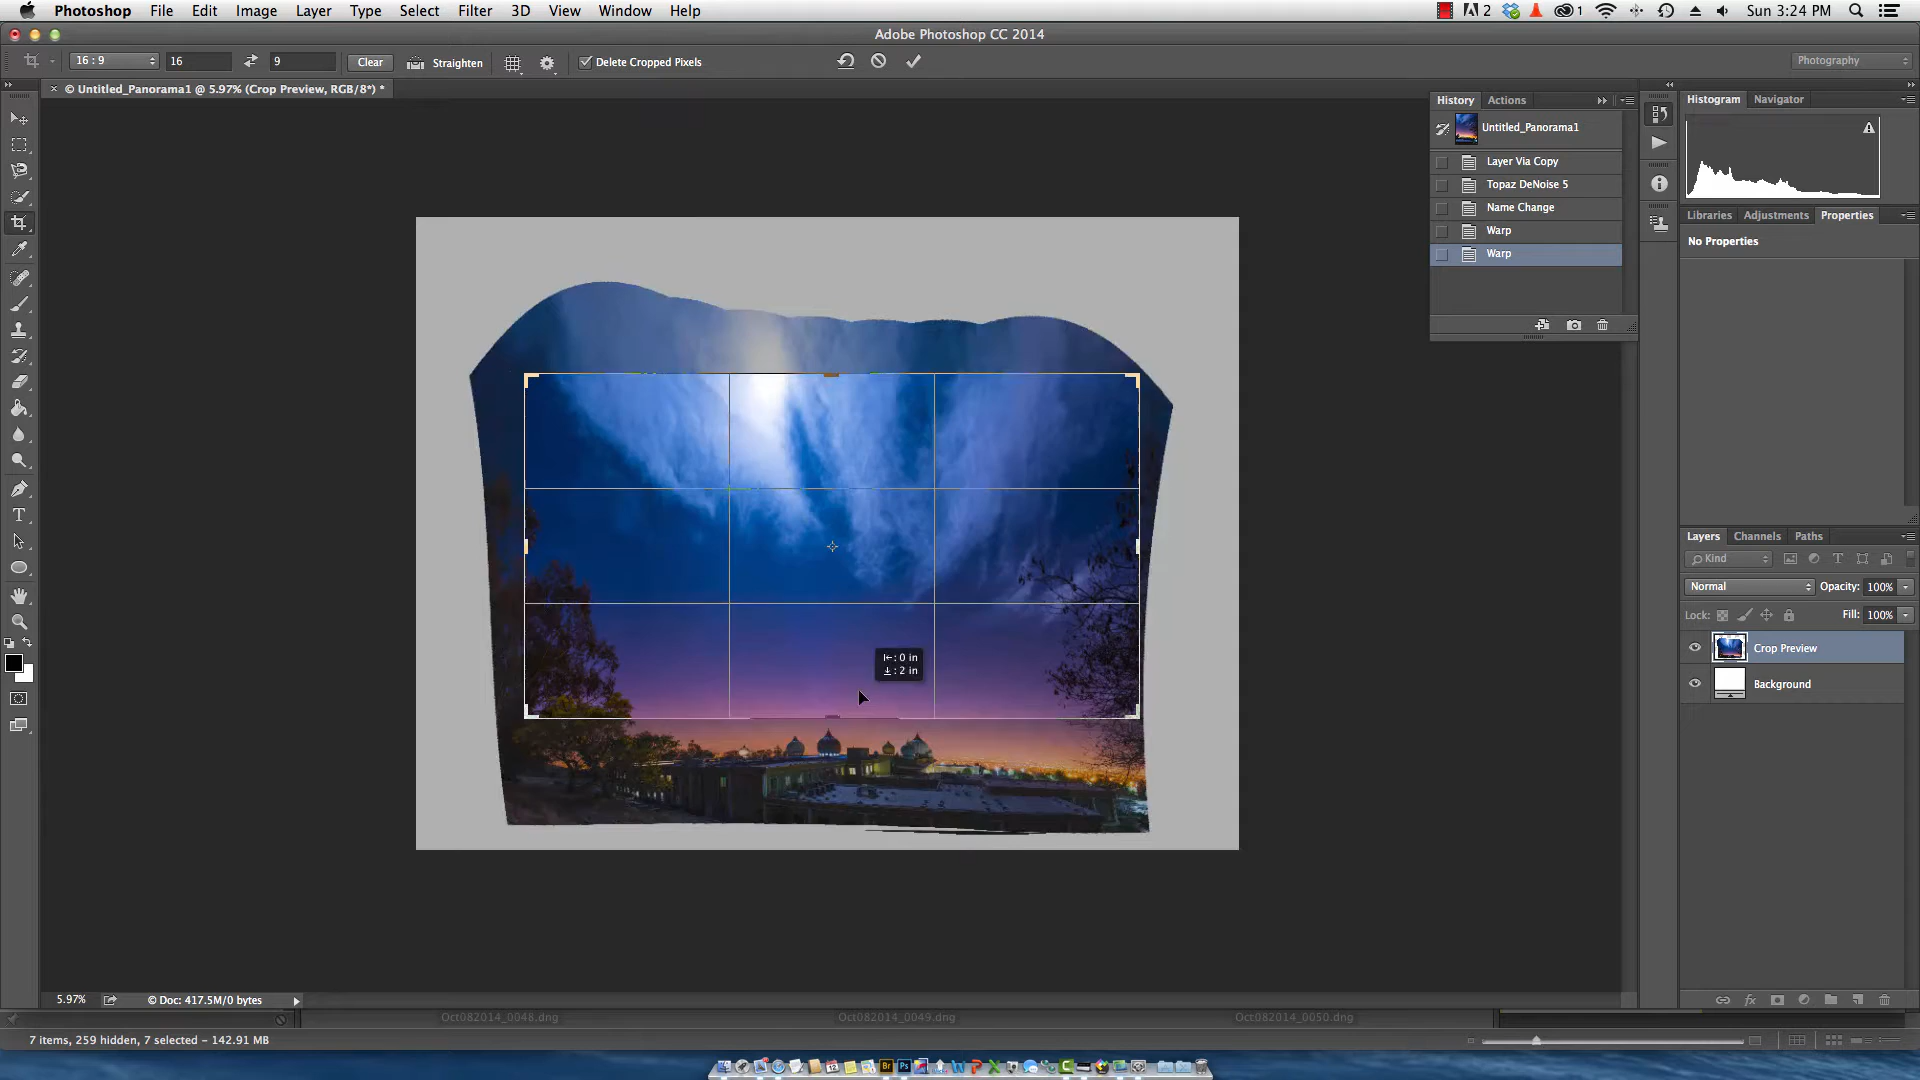 Photoshop File Edit Image Layer Type Select Filter 3D View Window Help 2 1 Sun 3:24 PM
Adobe Photoshop CC 2014
16 : 9 16 9 Clear Straighten Delete Cropped Pixels Photography
× © Untitled_Panorama1 @ 5.97% (Crop Preview, RGB/8*) *
History Actions
Untitled_Panorama1
Layer Via Copy
Topaz DeNoise 5
Name Change
Warp
Warp
Histogram Navigator
Libraries Adjustments Properties
No Properties
: 0 in
: 2 in
Layers Channels Paths
Kind
Normal Opacity: 100%
Lock: Fill: 100%
Crop Preview
Background
5.97% © Doc: 417.5M/0 bytes
Oct082014_0048.dng Oct082014_0049.dng Oct082014_0050.dng
7 items, 259 hidden, 7 selected - 142.91 MB